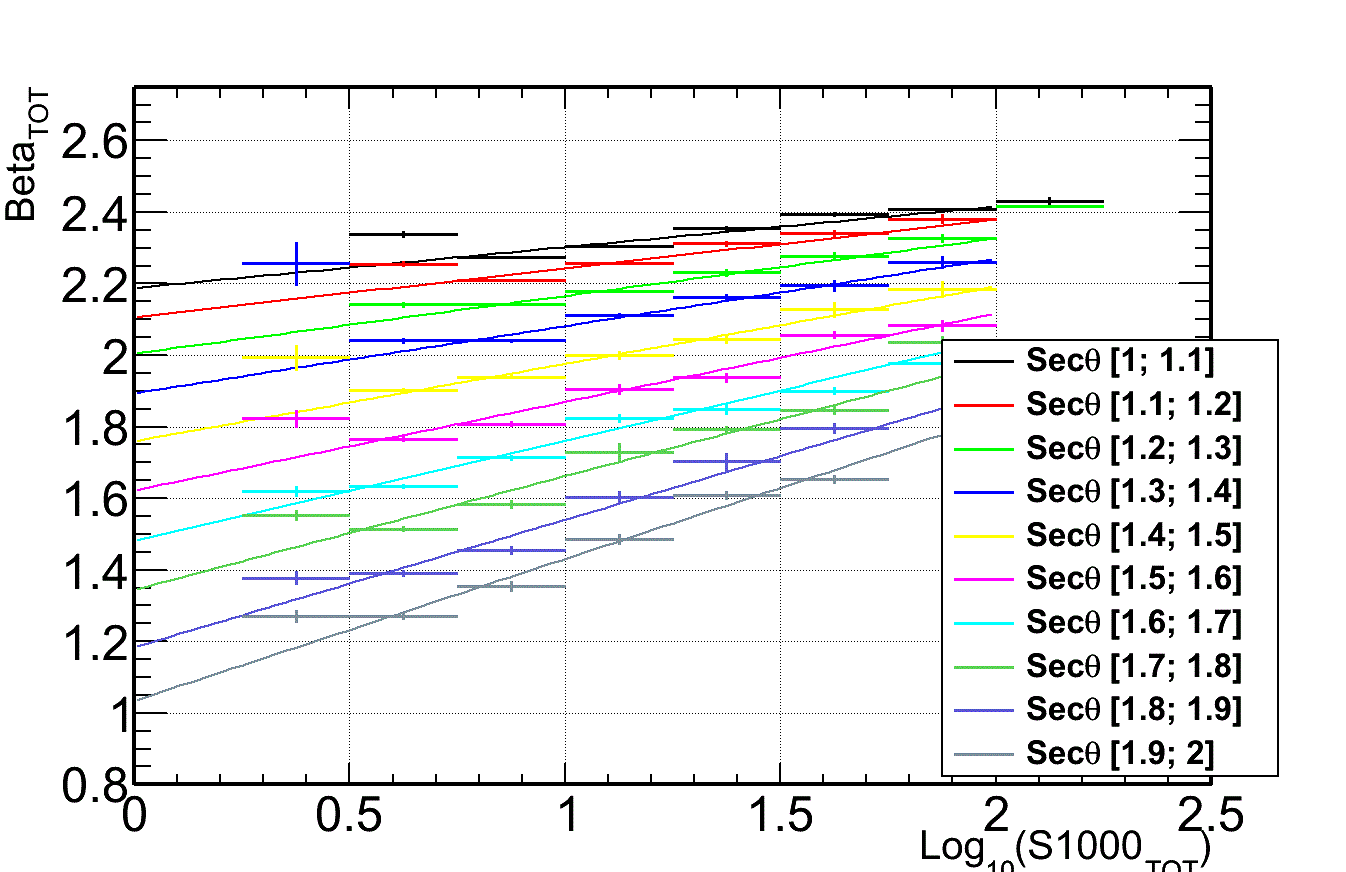 Beta_TOT
2.6
2.4
2.2
2
1.8
1.6
1.4
1.2
1
0.8
Secθ [1; 1.1]
Secθ [1.1; 1.2]
Secθ [1.2; 1.3]
Secθ [1.3; 1.4]
Secθ [1.4; 1.5]
Secθ [1.5; 1.6]
Secθ [1.6; 1.7]
Secθ [1.7; 1.8]
Secθ [1.8; 1.9]
Secθ [1.9; 2]
0 0.5 1 1.5 2 2.5
Log_10(S1000_TOT)